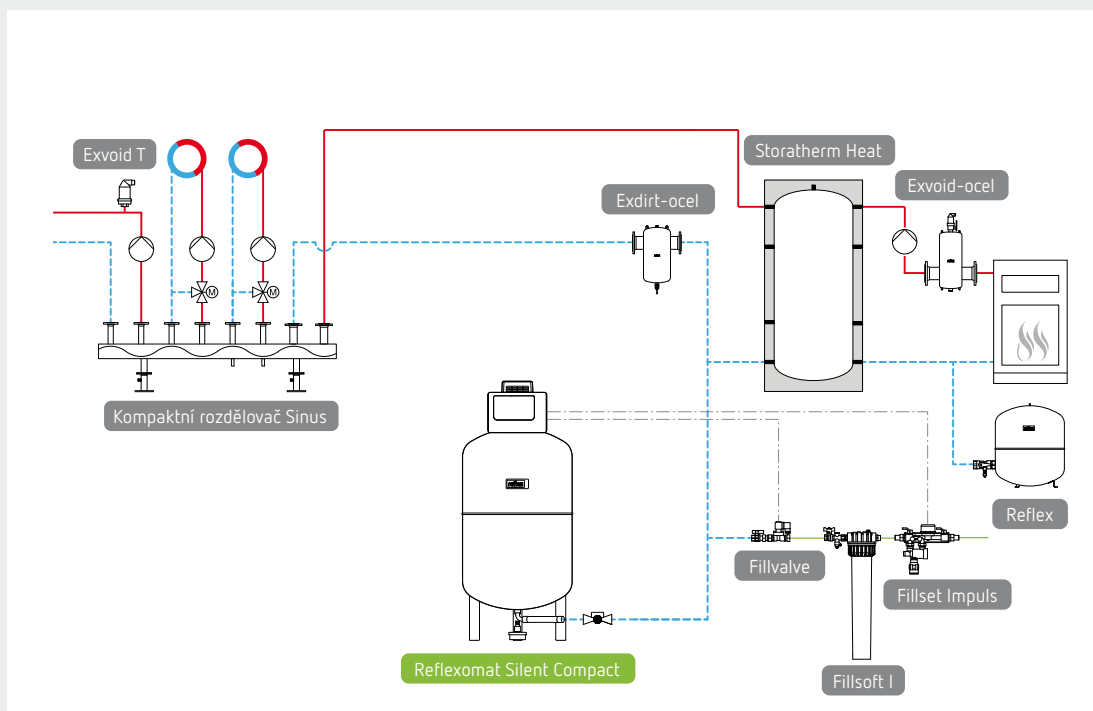 Exvoid T
Storatherm Heat
Exdirt-ocel
Exvoid-ocel
M
M
Kompaktní rozdělovač Sinus
Reflex
Fillvalve
Fillset Impuls
Reflexomat Silent Compact
Fillsoft I